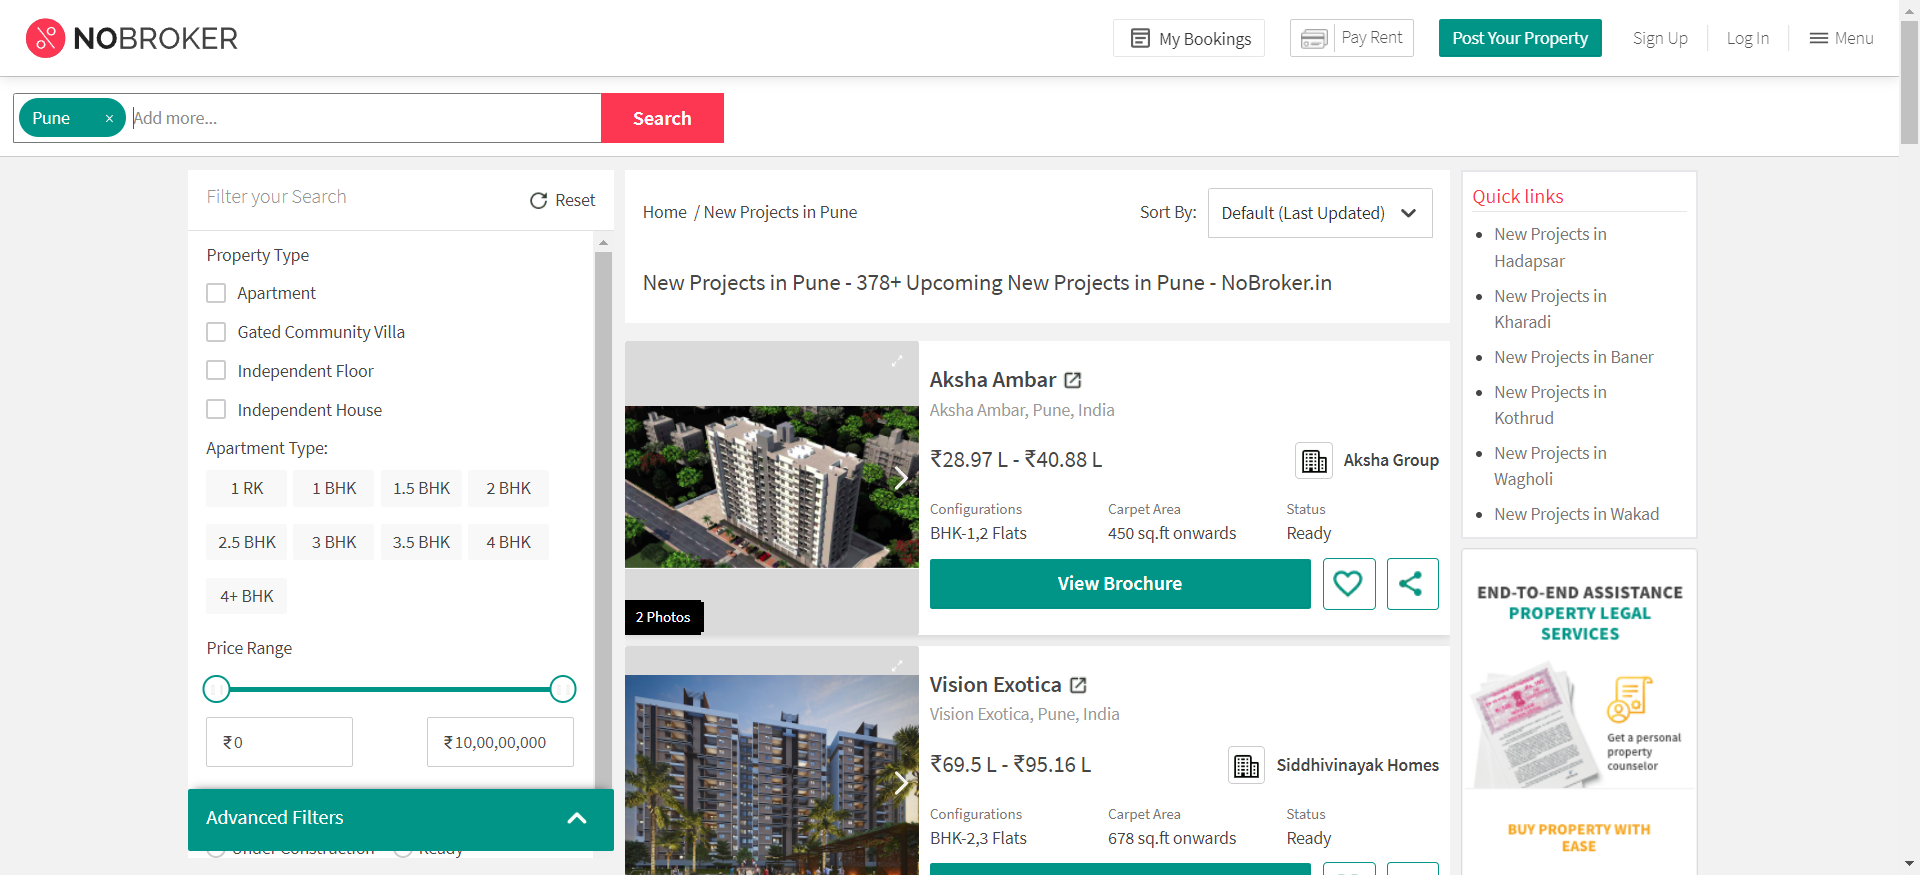 NOBROKER
My Bookings
Pay Rent
Post Your Property
Sign Up
Log In
Menu
Pune ×
Add more...
Search
Filter your Search
Reset
Property Type
Apartment
Gated Community Villa
Independent Floor
Independent House
Apartment Type:
1 RK
1 BHK
1.5 BHK
2 BHK
2.5 BHK
3 BHK
3.5 BHK
4 BHK
4+ BHK
Price Range
₹0
₹10,00,00,000
Advanced Filters
Under Construction
Ready
Home / New Projects in Pune
Sort By:
Default (Last Updated)
New Projects in Pune - 378+ Upcoming New Projects in Pune - NoBroker.in
2 Photos
Aksha Ambar
Aksha Ambar, Pune, India
₹28.97 L - ₹40.88 L
Aksha Group
Configurations
Carpet Area
Status
BHK-1,2 Flats
450 sq.ft onwards
Ready
View Brochure
Vision Exotica
Vision Exotica, Pune, India
₹69.5 L - ₹95.16 L
Siddhivinayak Homes
Configurations
Carpet Area
Status
BHK-2,3 Flats
678 sq.ft onwards
Ready
Quick links
New Projects in
Hadapsar
New Projects in
Kharadi
New Projects in Baner
New Projects in
Kothrud
New Projects in
Wagholi
New Projects in Wakad
END-TO-END ASSISTANCE
PROPERTY LEGAL
SERVICES
Get a personal
property
counselor
BUY PROPERTY WITH
EASE